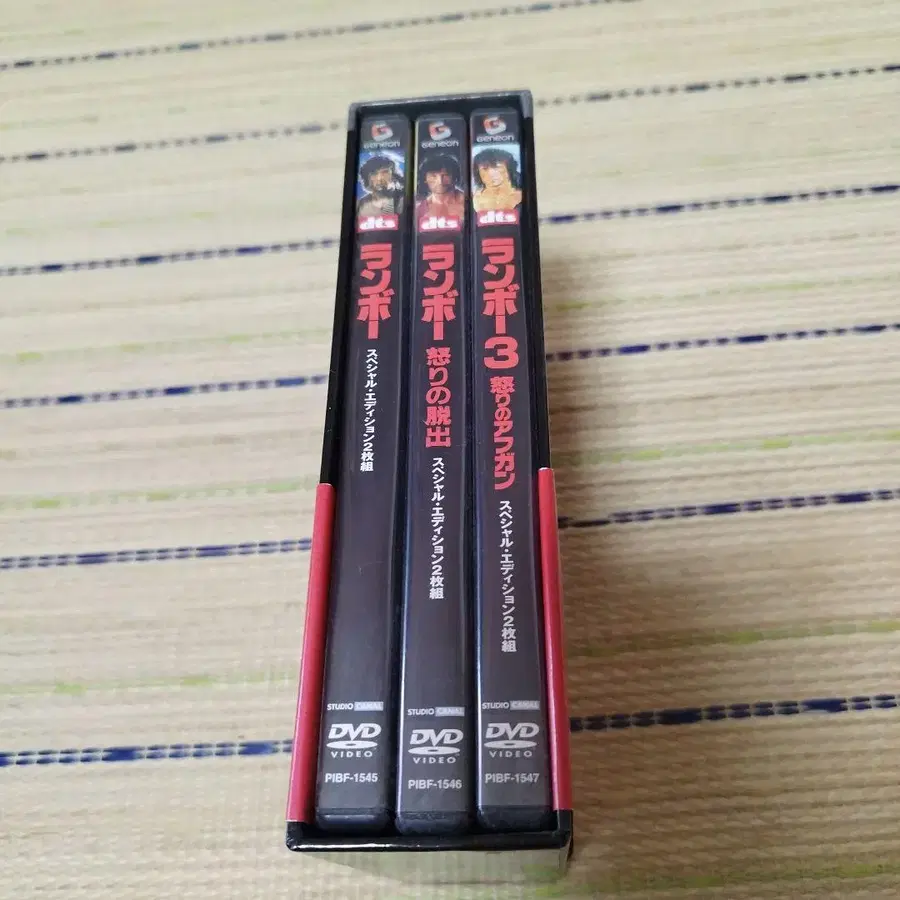 GENEON
dts
ランボー
スペシャル・エディション2枚組
STUDIO CANAL
DVD
VIDEO
PIBF-1545
GENEON
dts
ランボー
怒りの脱出
スペシャル・エディション2枚組
STUDIO CANAL
DVD
VIDEO
PIBF-1546
GENEON
dts
ランボー3
怒りのアフガン
スペシャル・エディション2枚組
STUDIO CANAL
DVD
VIDEO
PIBF-1547